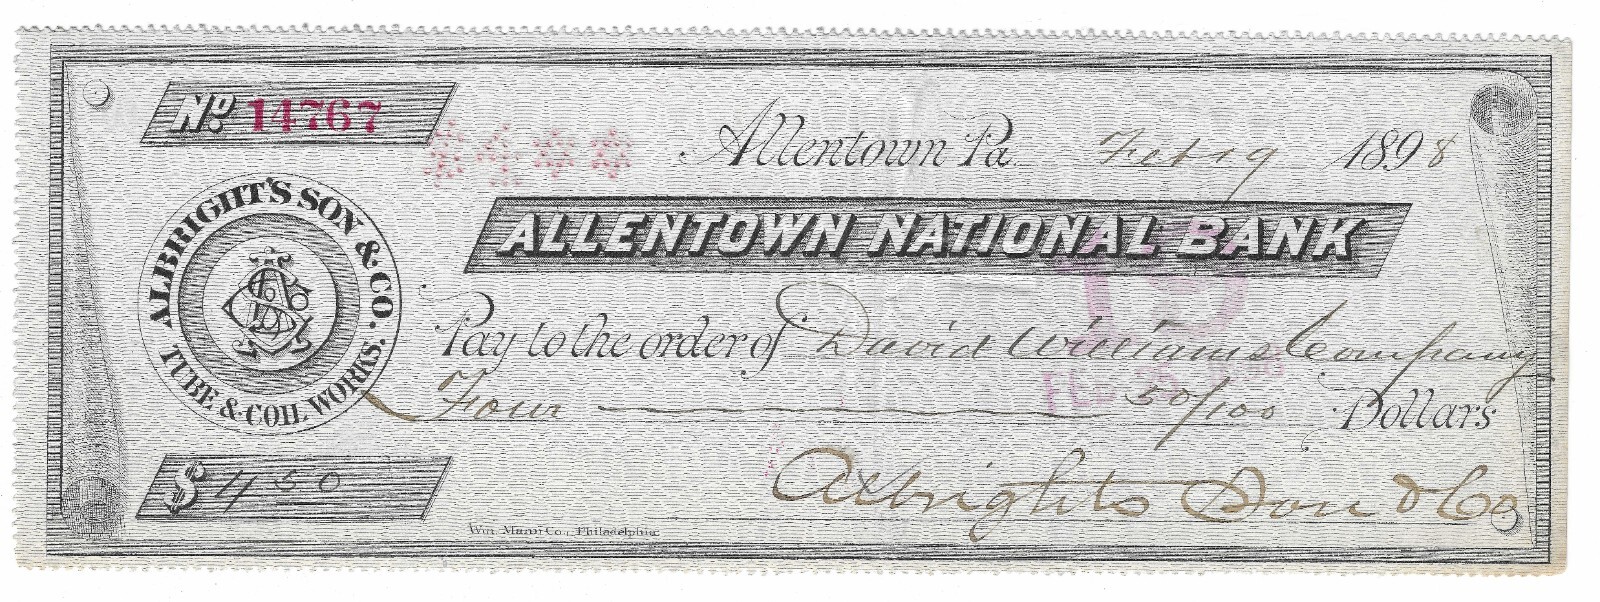 No. 14767
Allentown Pa. Feb 19 1898
ALBRIGHT'S SON & CO.
TUBE & COIL WORKS.
ALLENTOWN NATIONAL BANK
Pay to the order of David Williams Company
Four 50/100 Dollars
$ 4 50
Albrights Son & Co
Wm. Mann Co., Philadelphia